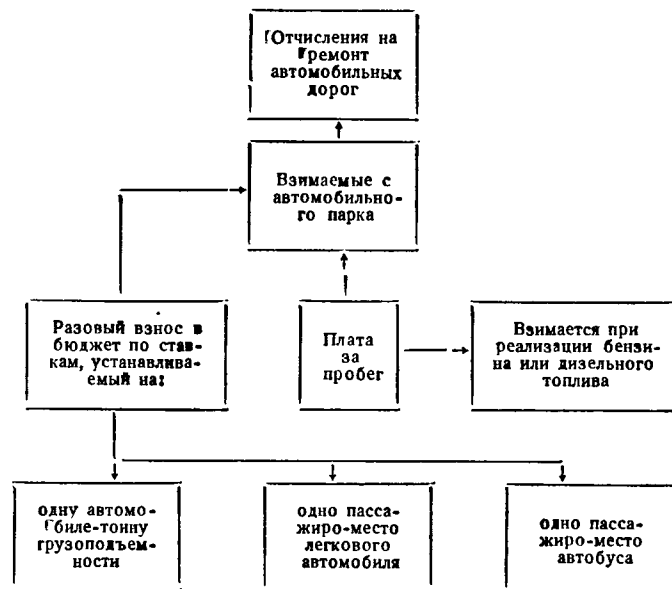 Отчисления на
ремонт
автомобильных
дорог
Взимаемые с
автомобильно-
го парка
Разовый взнос в
бюджет по став-
кам, устанавлива-
емый на:
Плата
за
пробег
Взимается при
реализации бензи-
на или дизельного
топлива
одну автомо-
биле-тонну
грузоподъем-
ности
одно пасса-
жиро-место
легкового
автомобиля
одно пасса-
жиро-место
автобуса